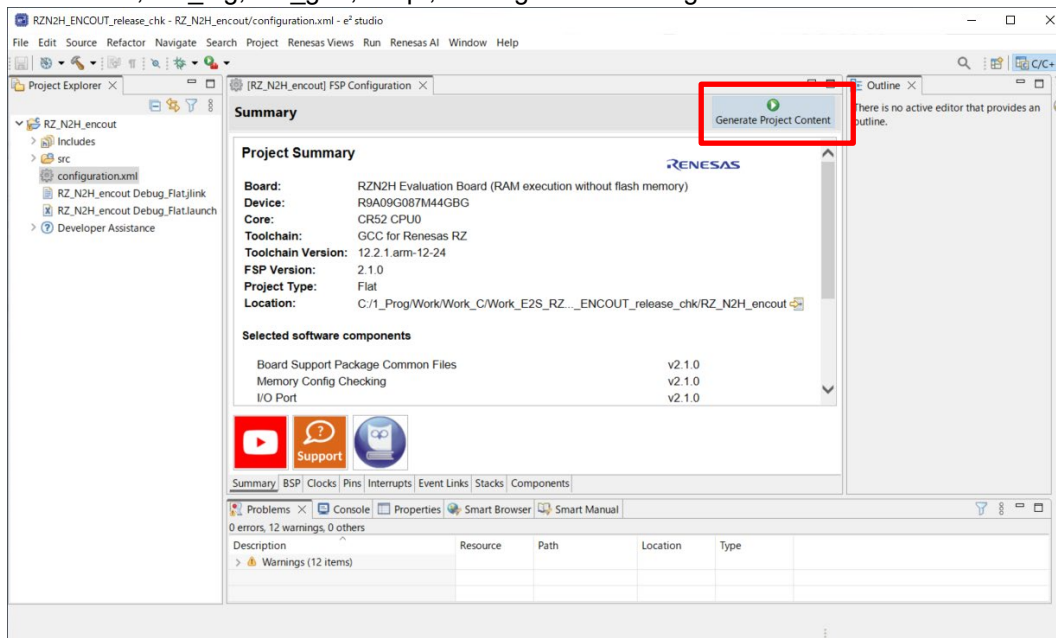 RZN2H_ENCOUT_release_chk - RZ_N2H_encout/configuration.xml - e² studio
File Edit Source Refactor Navigate Search Project Renesas Views Run Renesas AI Window Help
C/C+
Project Explorer
[RZ_N2H_encout] FSP Configuration
Outline
RZ_N2H_encout
Includes
src
configuration.xml
RZ_N2H_encout Debug_Flat.jlink
RZ_N2H_encout Debug_Flat.launch
Developer Assistance
Summary
Generate Project Content
There is no active editor that provides an
outline.
Project Summary
RENESAS
Board: RZN2H Evaluation Board (RAM execution without flash memory)
Device: R9A09G087M44GBG
Core: CR52 CPU0
Toolchain: GCC for Renesas RZ
Toolchain Version: 12.2.1.arm-12-24
FSP Version: 2.1.0
Project Type: Flat
Location: C:/1_Prog/Work/Work_C/Work_E2S_RZ..._ENCOUT_release_chk/RZ_N2H_encout
Selected software components
Board Support Package Common Files v2.1.0
Memory Config Checking v2.1.0
I/O Port v2.1.0
Support
Summary BSP Clocks Pins Interrupts Event Links Stacks Components
Problems Console Properties Smart Browser Smart Manual
0 errors, 12 warnings, 0 others
Description Resource Path Location Type
Warnings (12 items)